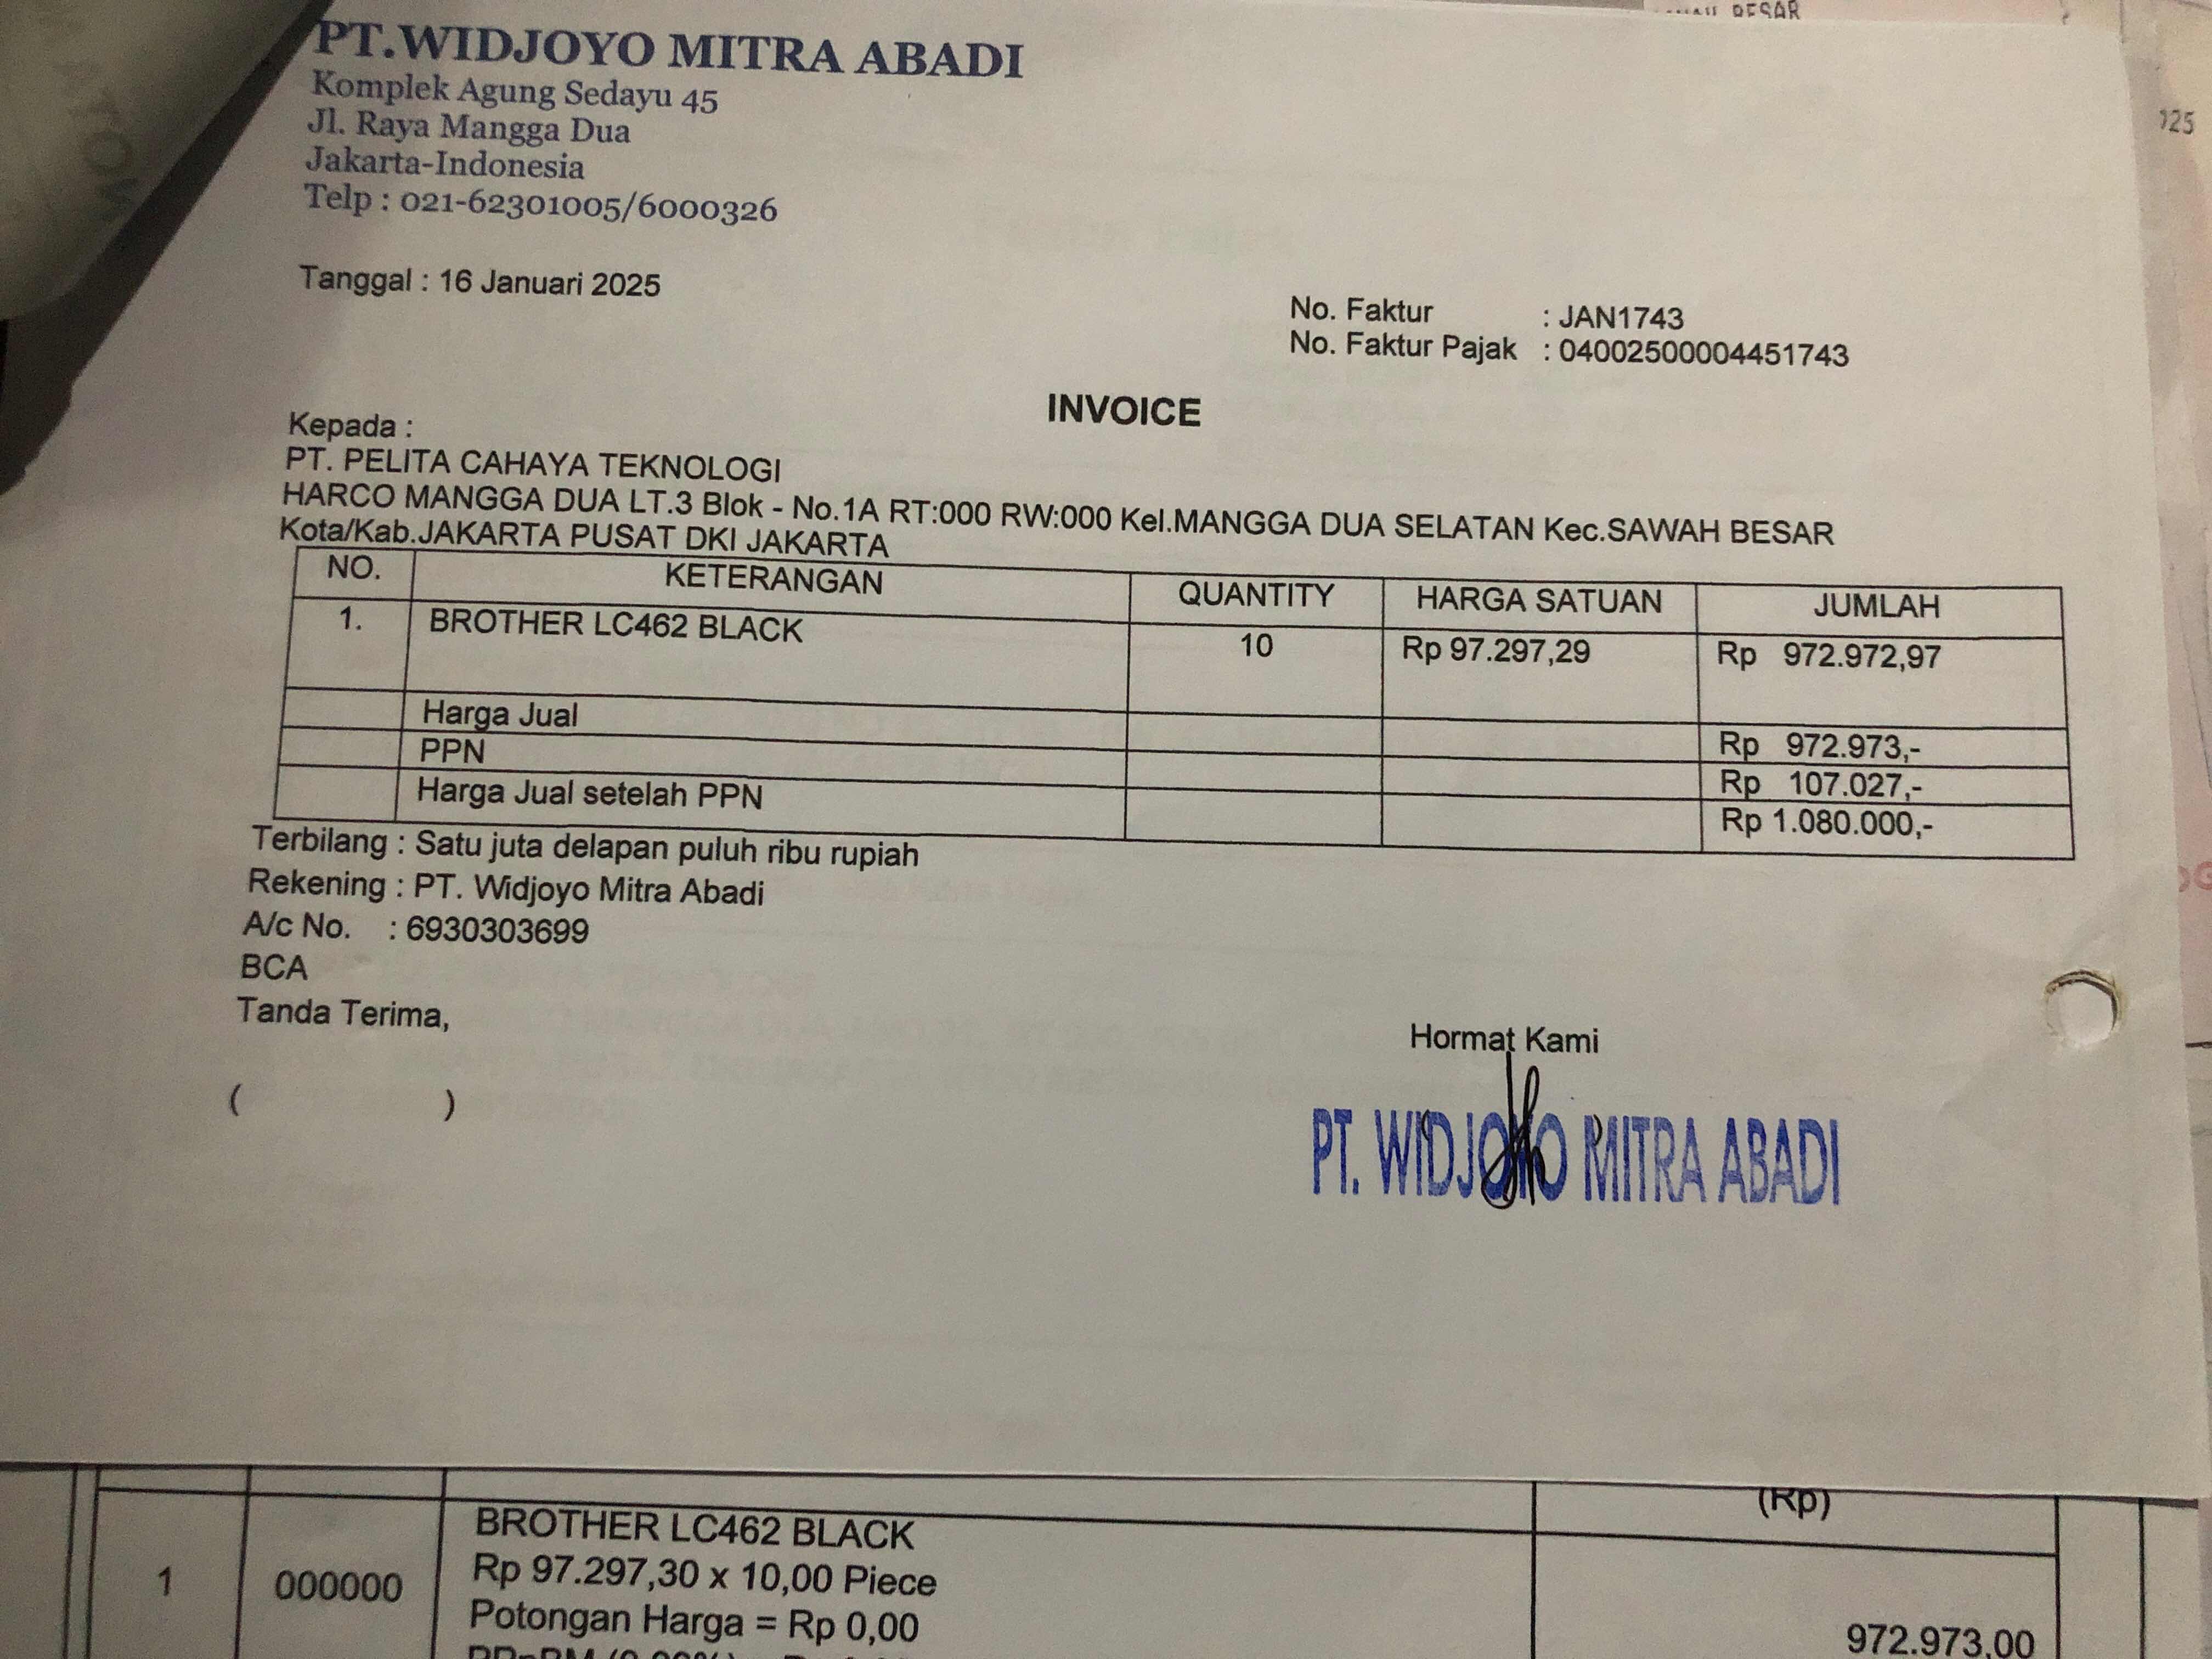 BESAR
025
PT.WIDJOYO MITRA ABADI
Komplek Agung Sedayu 45
Jl. Raya Mangga Dua
Jakarta-Indonesia
Telp : 021-62301005/6000326
Tanggal : 16 Januari 2025
No. Faktur : JAN1743
No. Faktur Pajak : 04002500004451743
INVOICE
Kepada :
PT. PELITA CAHAYA TEKNOLOGI
HARCO MANGGA DUA LT.3 Blok - No.1A RT:000 RW:000 Kel.MANGGA DUA SELATAN Kec.SAWAH BESAR
Kota/Kab.JAKARTA PUSAT DKI JAKARTA
NO. KETERANGAN QUANTITY HARGA SATUAN JUMLAH
1. BROTHER LC462 BLACK 10 Rp 97.297,29 Rp 972.972,97
Harga Jual Rp 972.973,-
PPN Rp 107.027,-
Harga Jual setelah PPN Rp 1.080.000,-
Terbilang : Satu juta delapan puluh ribu rupiah
Rekening : PT. Widjoyo Mitra Abadi
A/c No. : 6930303699
BCA
Tanda Terima,
Hormat Kami
( )
PT. WIDJOYO MITRA ABADI
(Rp)
BROTHER LC462 BLACK
1 000000 Rp 97.297,30 x 10,00 Piece
Potongan Harga = Rp 0,00
972.973,00